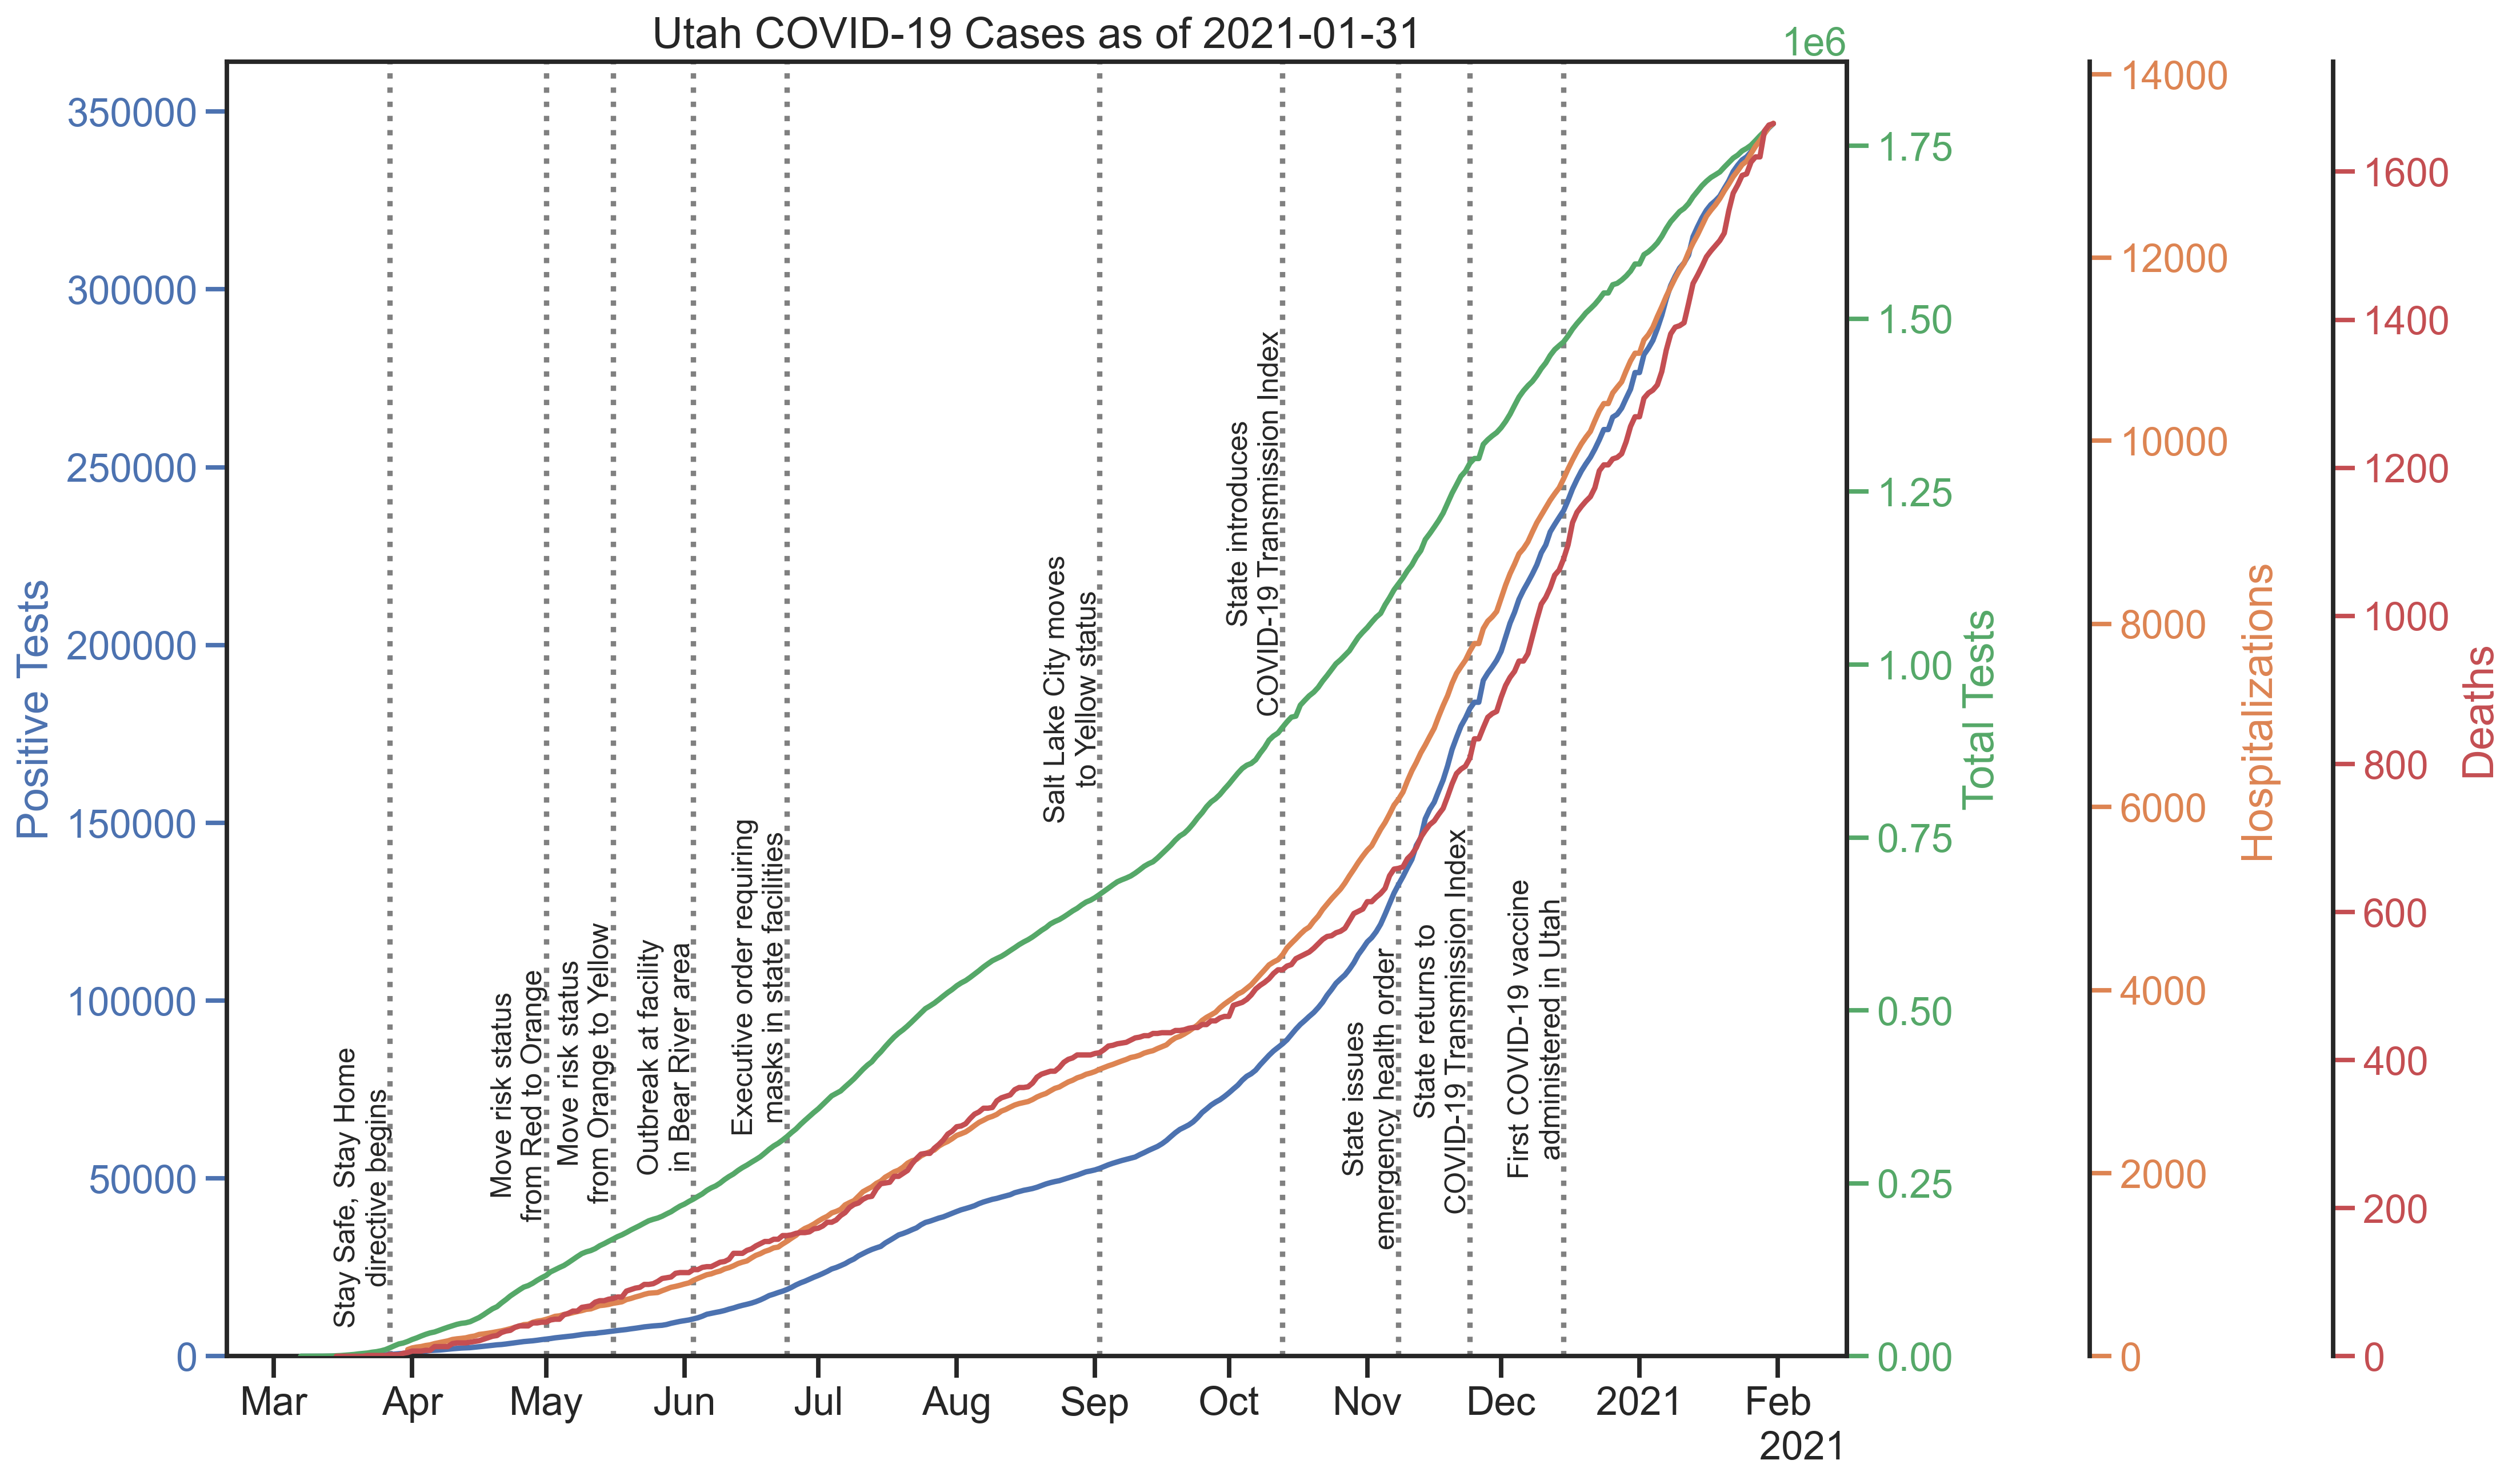 Utah COVID-19 Cases as of 2021-01-31
1e6
Positive Tests
350000
300000
250000
200000
150000
100000
50000
0
Stay Safe, Stay Home
directive begins
Move risk status
from Red to Orange
Move risk status
from Orange to Yellow
Outbreak at facility
in Bear River area
Executive order requiring
masks in state facilities
Salt Lake City moves
to Yellow status
State introduces
COVID-19 Transmission Index
State issues
emergency health order
State returns to
COVID-19 Transmission Index
First COVID-19 vaccine
administered in Utah
Mar
Apr
May
Jun
Jul
Aug
Sep
Oct
Nov
Dec
2021
Feb
2021
1.75
1.50
1.25
1.00
0.75
0.50
0.25
0.00
Total Tests
14000
12000
10000
8000
6000
4000
2000
0
Hospitalizations
1600
1400
1200
1000
800
600
400
200
0
Deaths